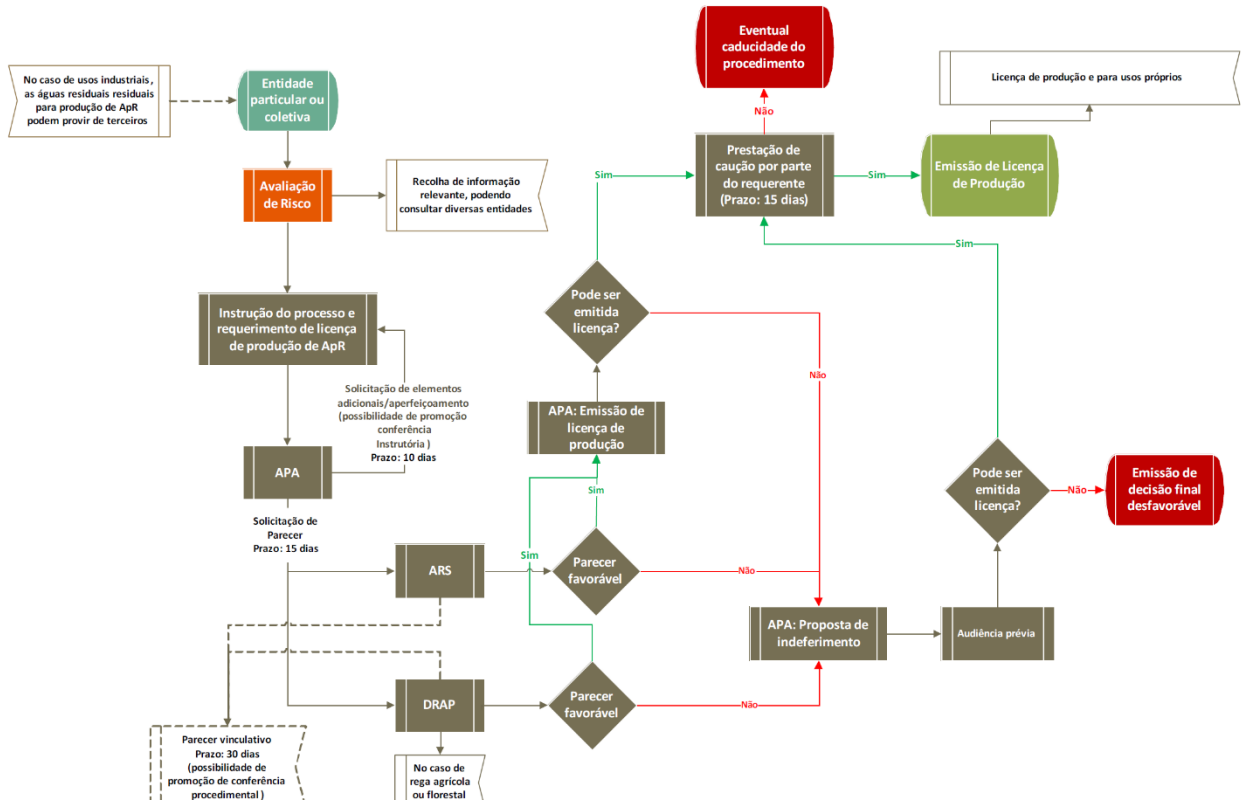 Eventual
caducidade do
procedimento
No caso de usos industriais,
as águas residuais residuais
para produção de ApR
podem provir de terceiros
Entidade
particular ou
coletiva
Licença de produção e para usos próprios
Não
Prestação de
caução por parte
do requerente
(Prazo: 15 dias)
Sim
Sim
Emissão de Licença
de Produção
Avaliação
de Risco
Recolha de informação
relevante, podendo
consultar diversas entidades
Sim
Pode ser
emitida
licença?
Instrução do processo e
requerimento de licença
de produção de ApR
Não
Solicitação de elementos
adicionais/aperfeiçoamento
(possibilidade de promoção
conferência
Instrutória )
Prazo: 10 dias
APA: Emissão de
licença de
produção
APA
Pode ser
emitida
licença?
Não
Emissão de
decisão final
desfavorável
Sim
Solicitação de
Parecer
Prazo: 15 dias
Sim
ARS
Parecer
favorável
Não
APA: Proposta de
indeferimento
Audiência prévia
DRAP
Parecer
favorável
Não
Parecer vinculativo
Prazo: 30 dias
(possibilidade de
promoção de conferência
procedimental )
No caso de
rega agrícola
ou florestal